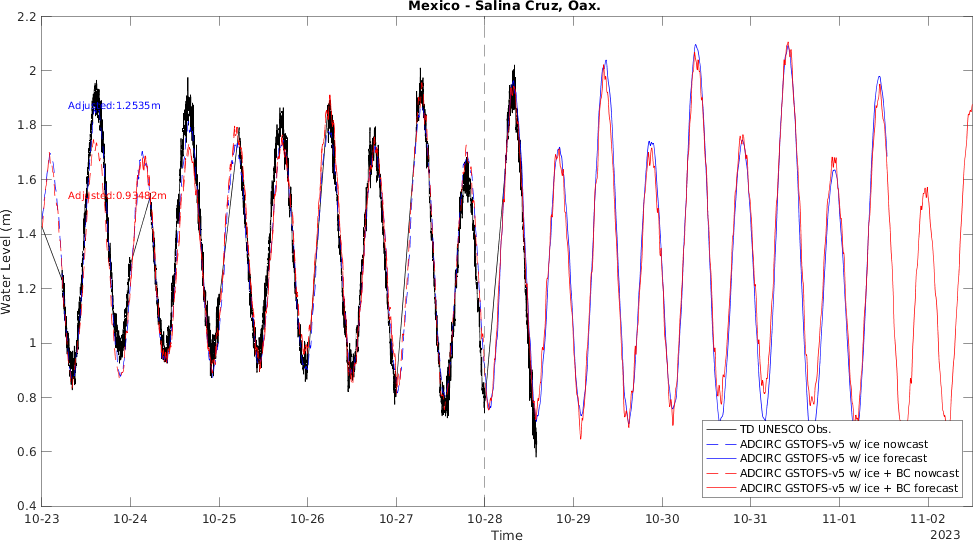 Mexico - Salina Cruz, Oax.
2.2
2
1.8
1.6
1.4
1.2
1
0.8
0.6
0.4
Water Level (m)
Adjusted:1.2535m
Adjusted:0.93482m
TD UNESCO Obs.
ADCIRC GSTOFS-v5 w/ ice nowcast
ADCIRC GSTOFS-v5 w/ ice forecast
ADCIRC GSTOFS-v5 w/ ice + BC nowcast
ADCIRC GSTOFS-v5 w/ ice + BC forecast
10-23 10-24 10-25 10-26 10-27 10-28 10-29 10-30 10-31 11-01 11-02
Time
2023